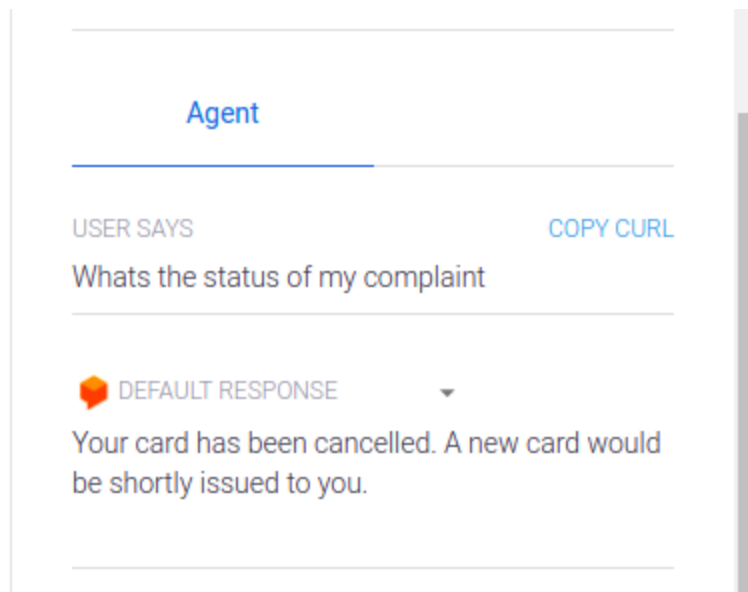 Agent
USER SAYS COPY CURL
Whats the status of my complaint
DEFAULT RESPONSE
Your card has been cancelled. A new card would
be shortly issued to you.